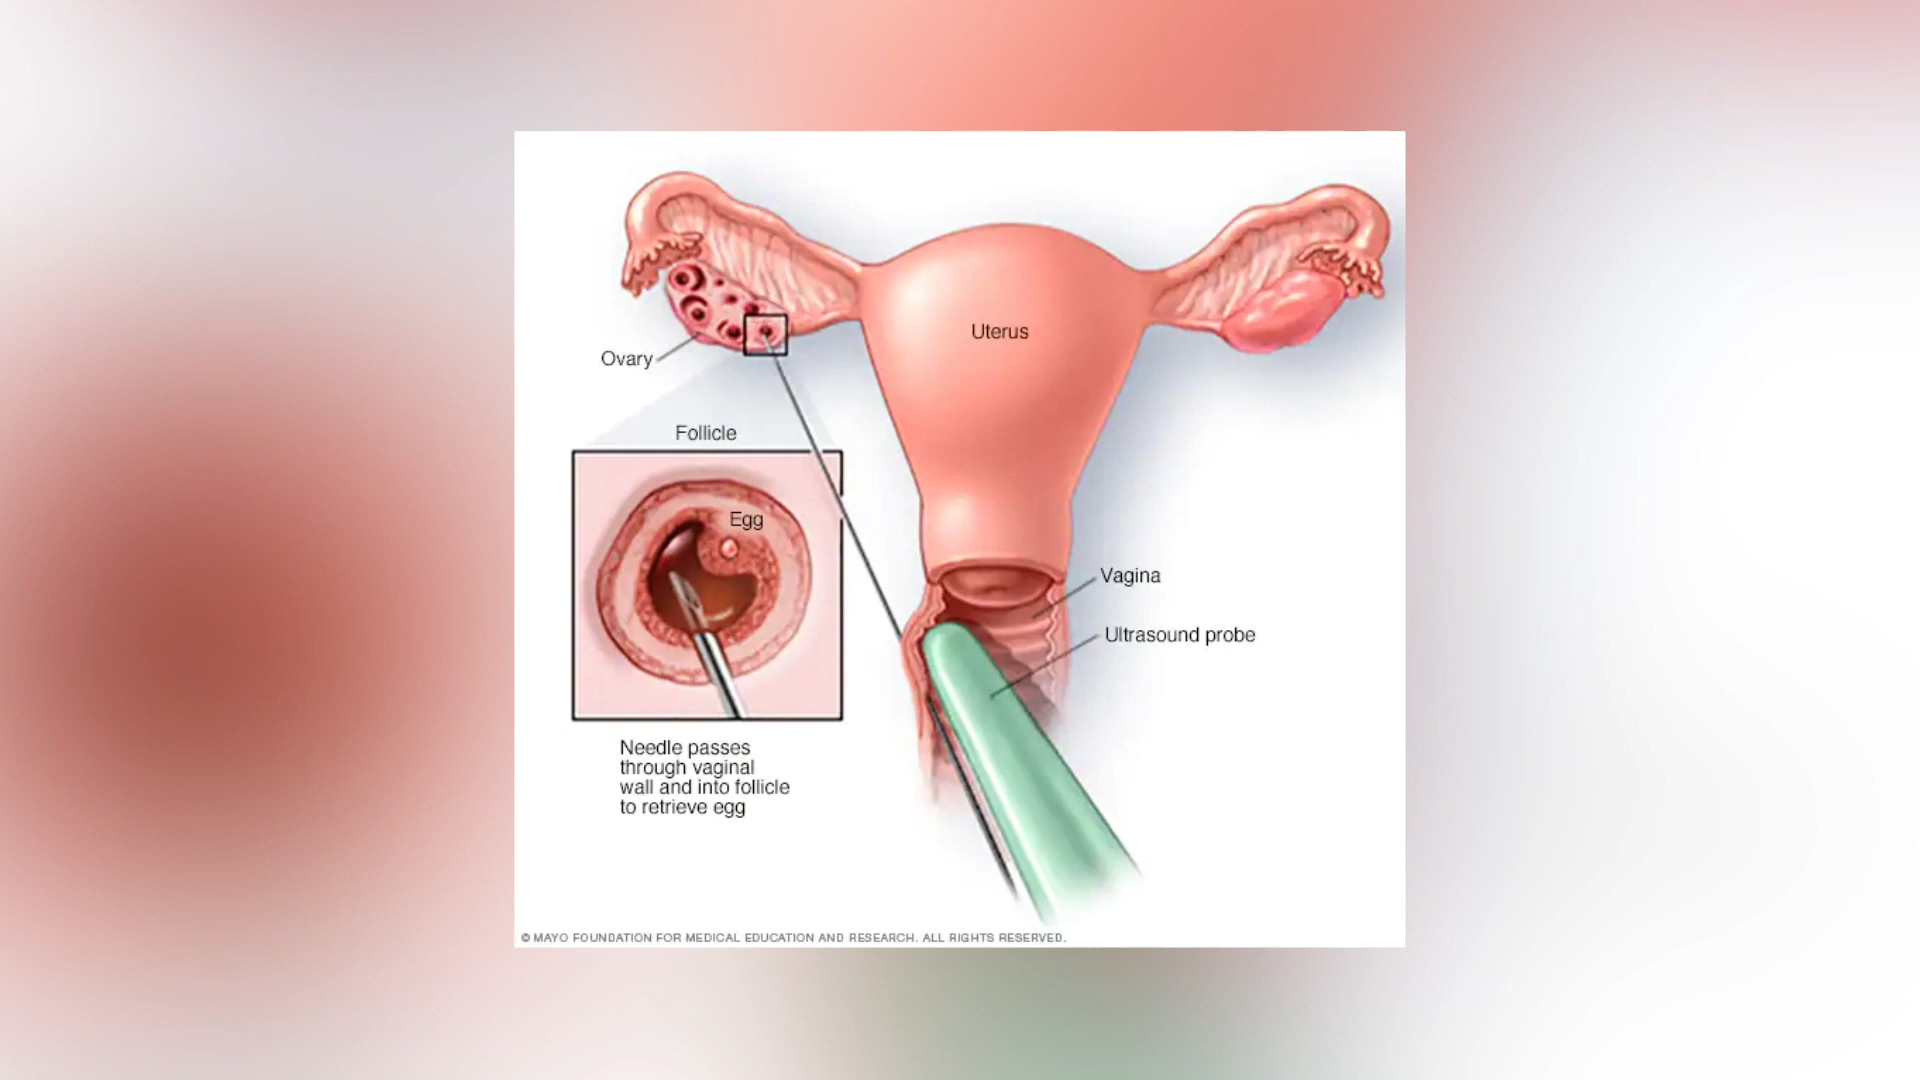 Uterus
Ovary
Follicle
Egg
Vagina
Ultrasound probe
Needle passes
through vaginal
wall and into follicle
to retrieve egg
© MAYO FOUNDATION FOR MEDICAL EDUCATION AND RESEARCH. ALL RIGHTS RESERVED.